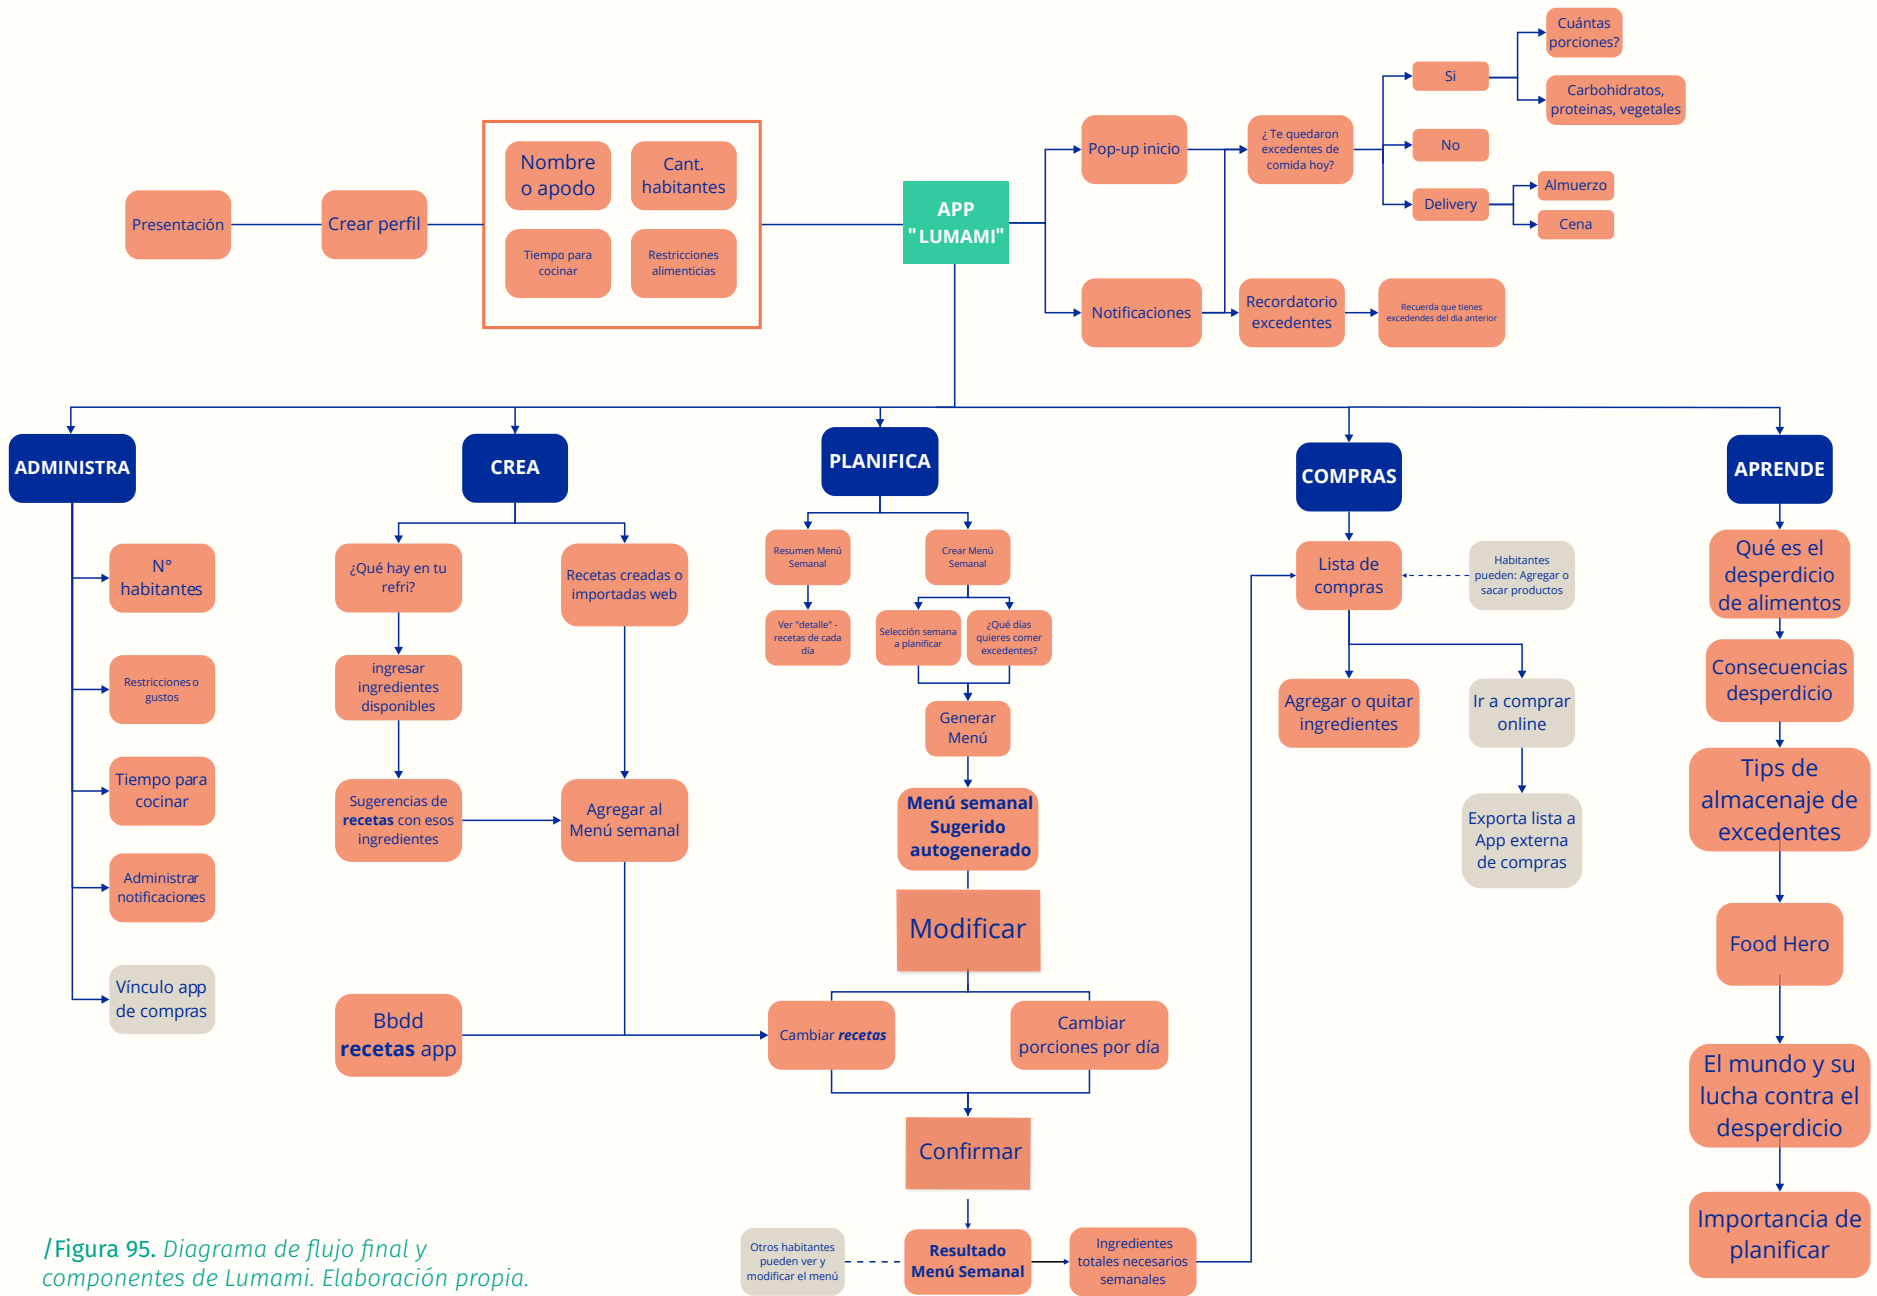 Cuántas
porciones?
Si
Carbohidratos,
proteinas, vegetales
Nombre
o apodo
Cant.
habitantes
Pop-up inicio
¿ Te quedaron
excedentes de
comida hoy?
No
Presentación
Crear perfil
APP
"LUMAMI"
Delivery
Almuerzo
Cena
Tiempo para
cocinar
Restricciones
alimenticias
Notificaciones
Recordatorio
excedentes
Recuerda que tienes
excedendes del dia anterior
ADMINISTRA
CREA
PLANIFICA
COMPRAS
APRENDE
N°
habitantes
Restricciones o
gustos
Tiempo para
cocinar
Administrar
notificaciones
Vínculo app
de compras
¿Qué hay en tu
refri?
Recetas creadas o
importadas web
ingresar
ingredientes
disponibles
Sugerencias de
recetas con esos
ingredientes
Agregar al
Menú semanal
Bbdd
recetas app
Resumen Menú
Semanal
Crear Menú
Semanal
Ver "detalle" -
recetas de cada
día
Selección semana
a planificar
¿Qué días
quieres comer
excedentes?
Generar
Menú
Menú semanal
Sugerido
autogenerado
Modificar
Cambiar recetas
Cambiar
porciones por día
Confirmar
Otros habitantes
pueden ver y
modificar el menú
Resultado
Menú Semanal
Ingredientes
totales necesarios
semanales
Lista de
compras
Habitantes
pueden: Agregar o
sacar productos
Agregar o quitar
ingredientes
Ir a comprar
online
Exporta lista a
App externa
de compras
Qué es el
desperdicio
de alimentos
Consecuencias
desperdicio
Tips de
almacenaje de
excedentes
Food Hero
El mundo y su
lucha contra el
desperdicio
Importancia de
planificar
/Figura 95. Diagrama de flujo final y
componentes de Lumami. Elaboración propia.